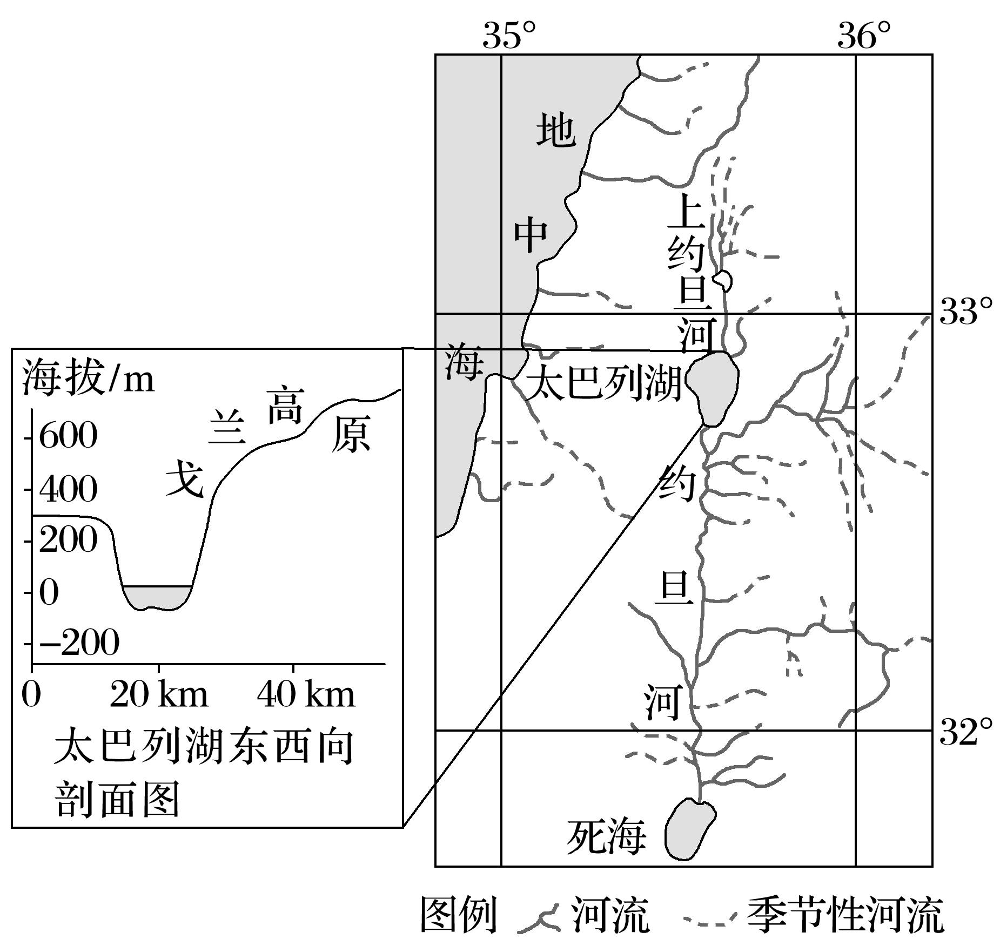 35° 36°
地
中
海
上约旦河
33°
太巴列湖
约
旦
河
32°
死海
海拔/m
600
400
200
0
−200
戈
兰
高
原
0 20 km 40 km
太巴列湖东西向
剖面图
图例 河流 季节性河流